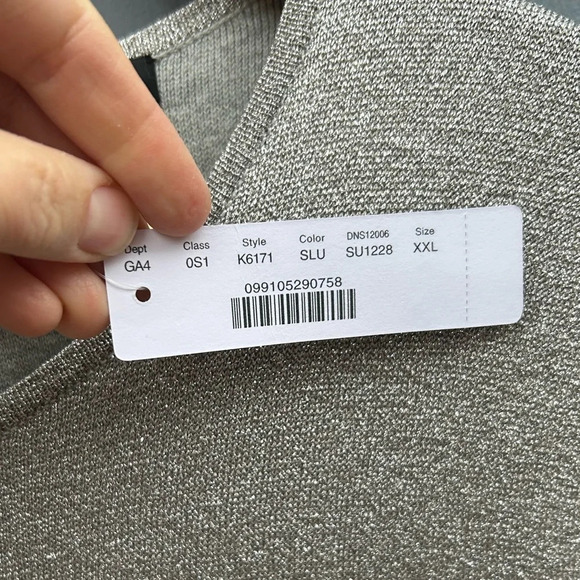 Dept Class Style Color DNS12006 Size
GA4 0S1 K6171 SLU SU1228 XXL
099105290758